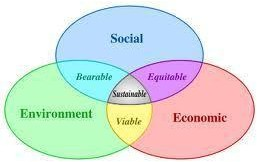 Social
Bearable
Equitable
Sustainable
Environment
Viable
Economic